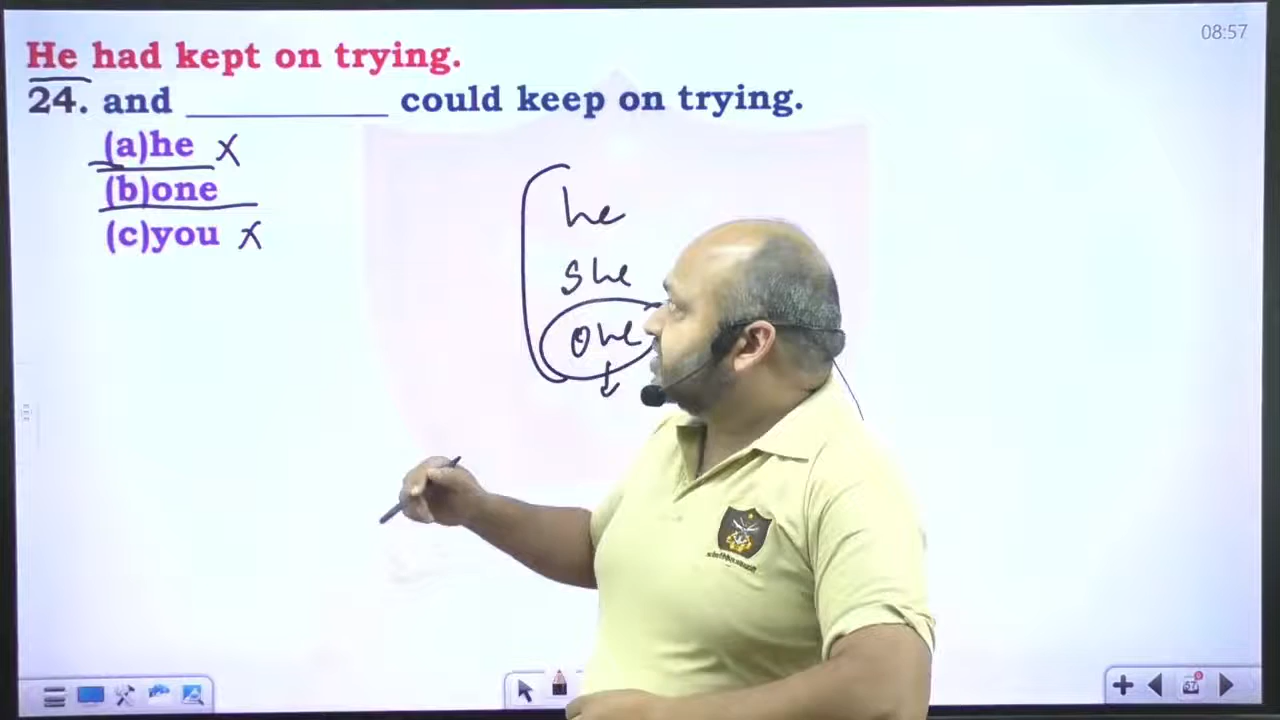 08:57
He had kept on trying.
24. and __________ could keep on trying.
(a)he X
(b)one
(c)you X
he
she
one